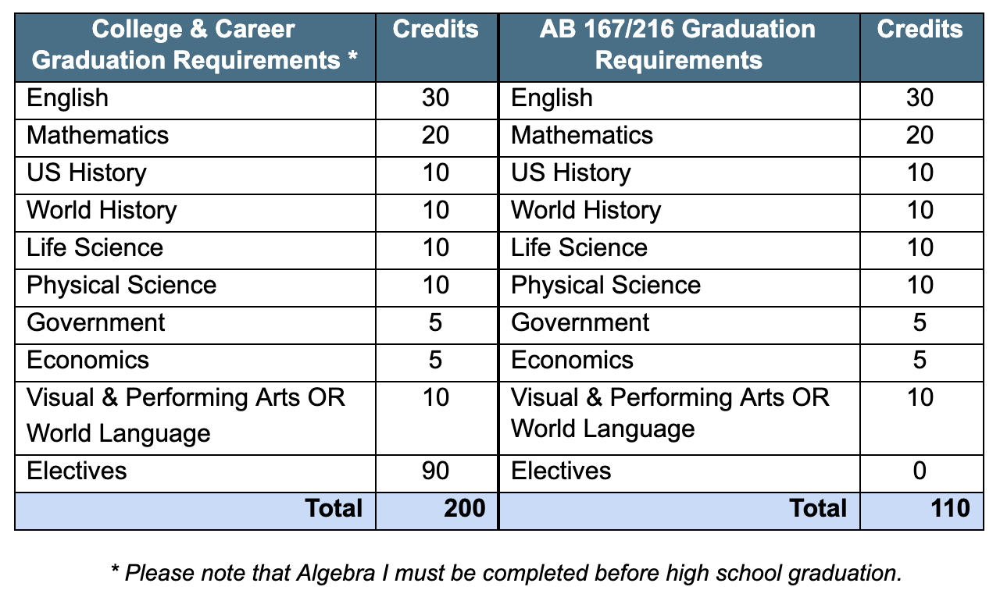 College & Career Credits AB 167/216 Graduation Credits
Graduation Requirements * Requirements
English 30 English 30
Mathematics 20 Mathematics 20
US History 10 US History 10
World History 10 World History 10
Life Science 10 Life Science 10
Physical Science 10 Physical Science 10
Government 5 Government 5
Economics 5 Economics 5
Visual & Performing Arts OR 10 Visual & Performing Arts OR 10
World Language World Language
Electives 90 Electives 0
Total 200 Total 110
* Please note that Algebra I must be completed before high school graduation.